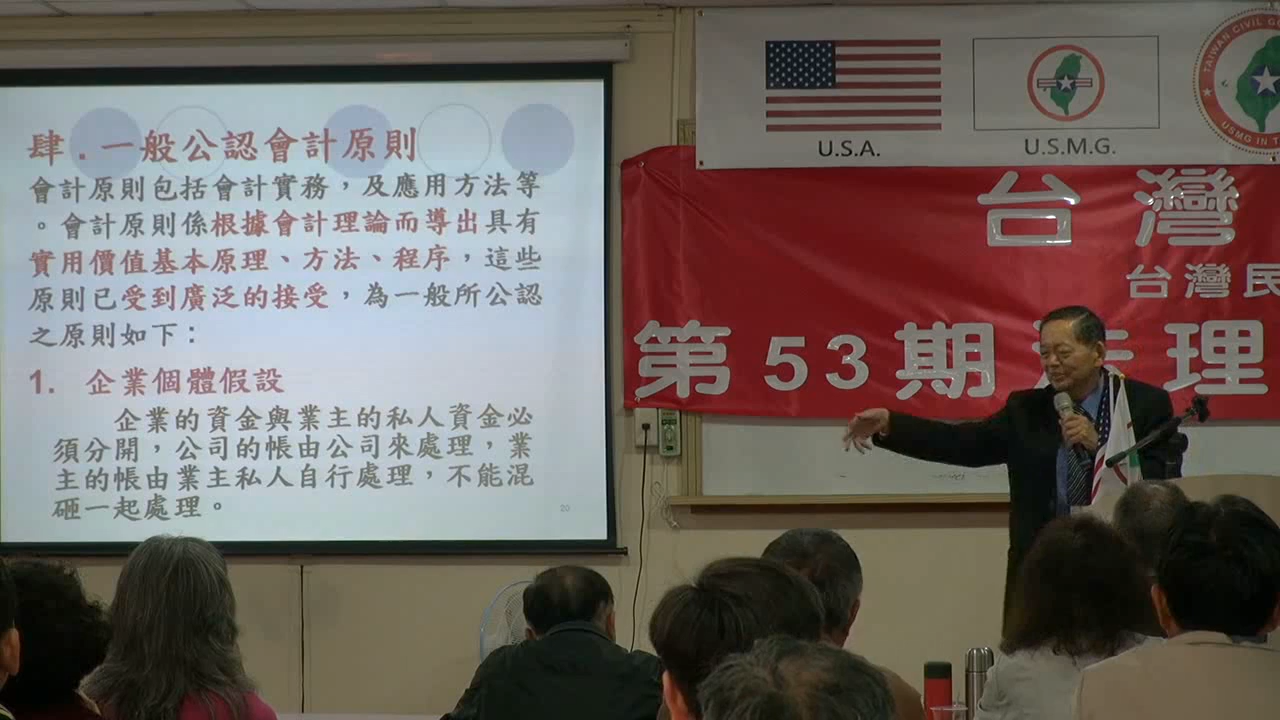 肆.一般公認會計原則
會計原則包括會計實務，及應用方法等
。會計原則係根據會計理論而導出具有
實用價值基本原理、方法、程序，這些
原則已受到廣泛的接受，為一般所公認
之原則如下：
1. 企業個體假設
企業的資金與業主的私人資金必
須分開，公司的帳由公司來處理，業
主的帳由業主私人自行處理，不能混
砸一起處理。
20
U.S.A.
U.S.M.G.
TAIWAN CIVIL GO
USMG IN T
台灣
台灣民
第53期法理